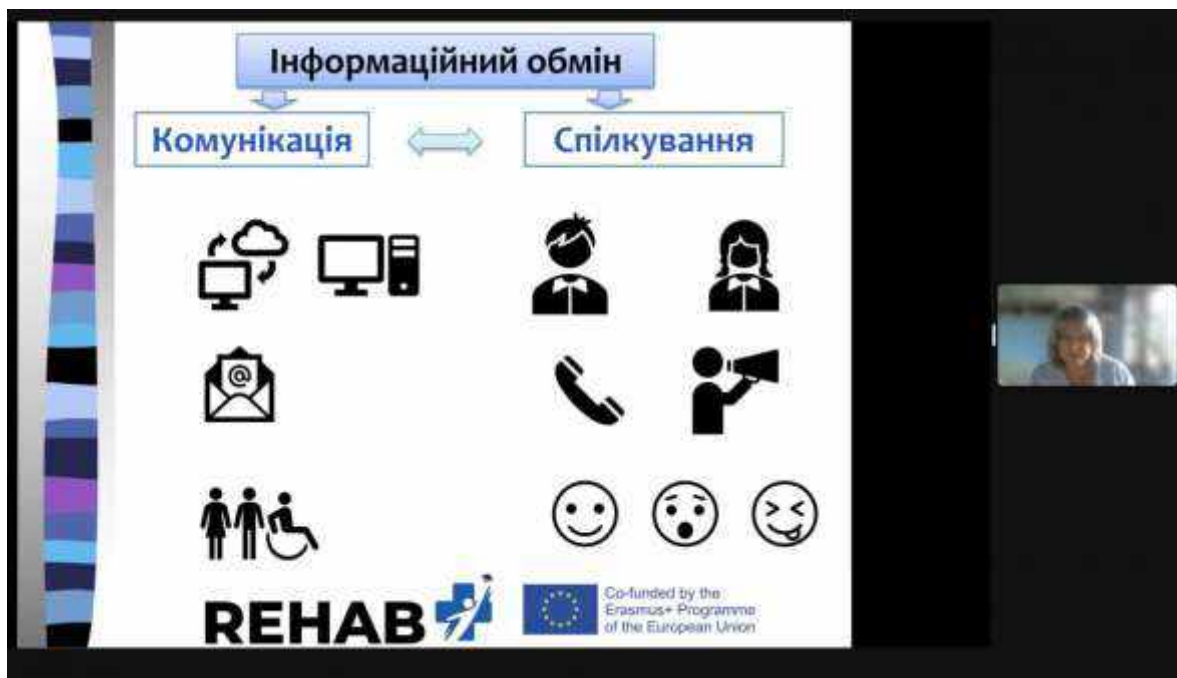 Інформаційний обмін
Комунікація
Спілкування
@
REHAB
Co-funded by the
Erasmus+ Programme
of the European Union